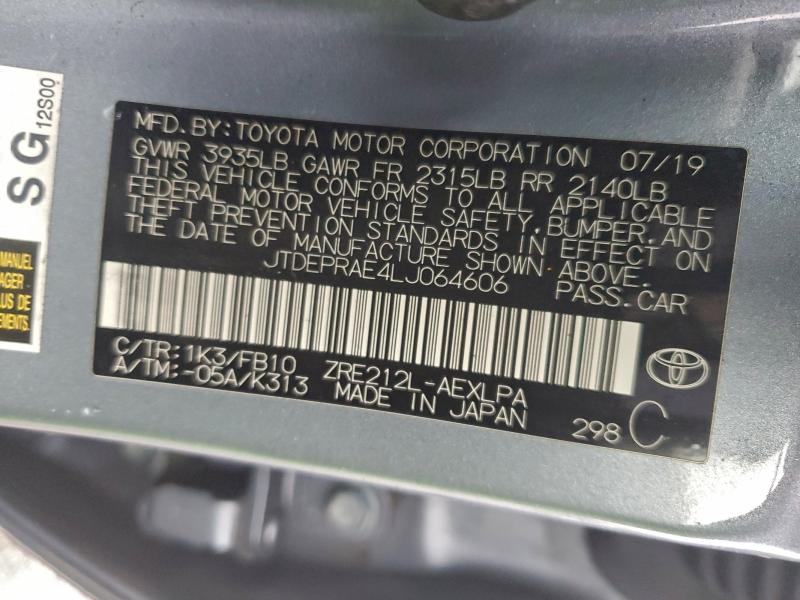 SG
12S00
MANUEL
AGER
LUS DE
EMENTS.
MFD. BY: TOYOTA MOTOR CORPORATION 07/19
GVWR 3935LB GAWR FR 2315LB RR 2140LB
THIS VEHICLE CONFORMS TO ALL APPLICABLE
FEDERAL MOTOR VEHICLE SAFETY, BUMPER, AND
THEFT PREVENTION STANDARDS IN EFFECT ON
THE DATE OF MANUFACTURE SHOWN ABOVE.
JTDEPRAE4LJ064606 PASS.CAR
C/TR:1K3/FB10 ZRE212L-AEXLPA
A/TM:-05A/K313 MADE IN JAPAN
298 C